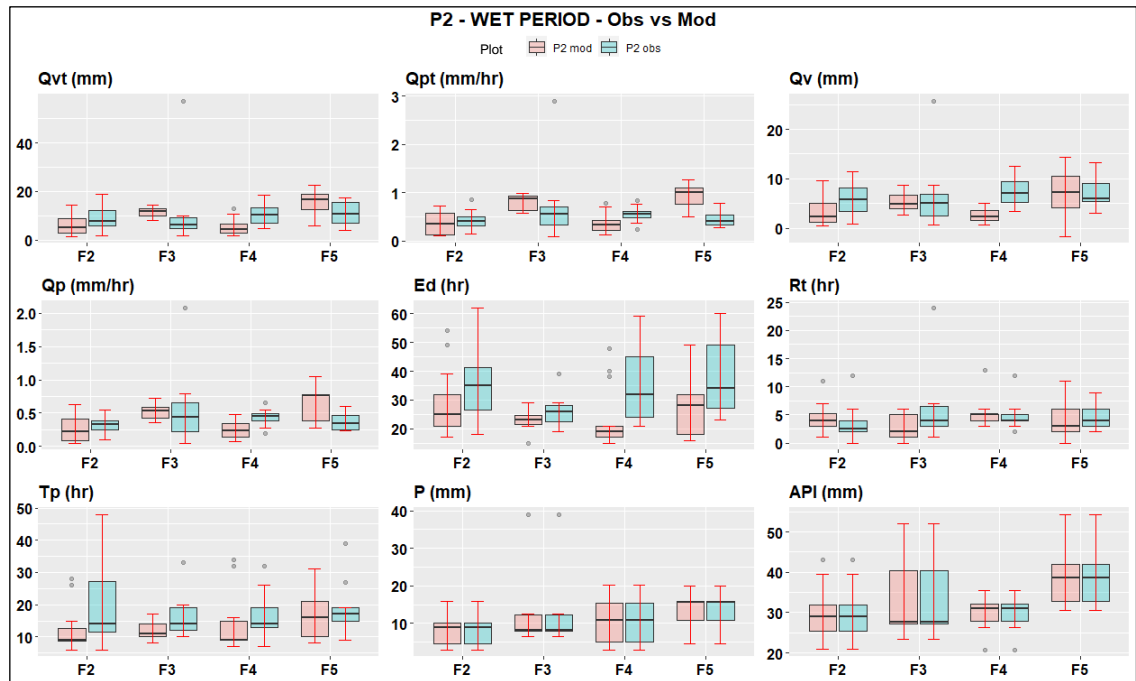 P2 - WET PERIOD - Obs vs Mod
Plot P2 mod P2 obs
Qvt (mm)
40
20
0
F2 F3 F4 F5
Qpt (mm/hr)
3
2
1
0
F2 F3 F4 F5
Qv (mm)
20
10
0
F2 F3 F4 F5
Qp (mm/hr)
2.0
1.5
1.0
0.5
0.0
F2 F3 F4 F5
Ed (hr)
60
50
40
30
20
F2 F3 F4 F5
Rt (hr)
25
20
15
10
5
0
F2 F3 F4 F5
Tp (hr)
50
40
30
20
10
F2 F3 F4 F5
P (mm)
40
30
20
10
F2 F3 F4 F5
API (mm)
50
40
30
20
F2 F3 F4 F5